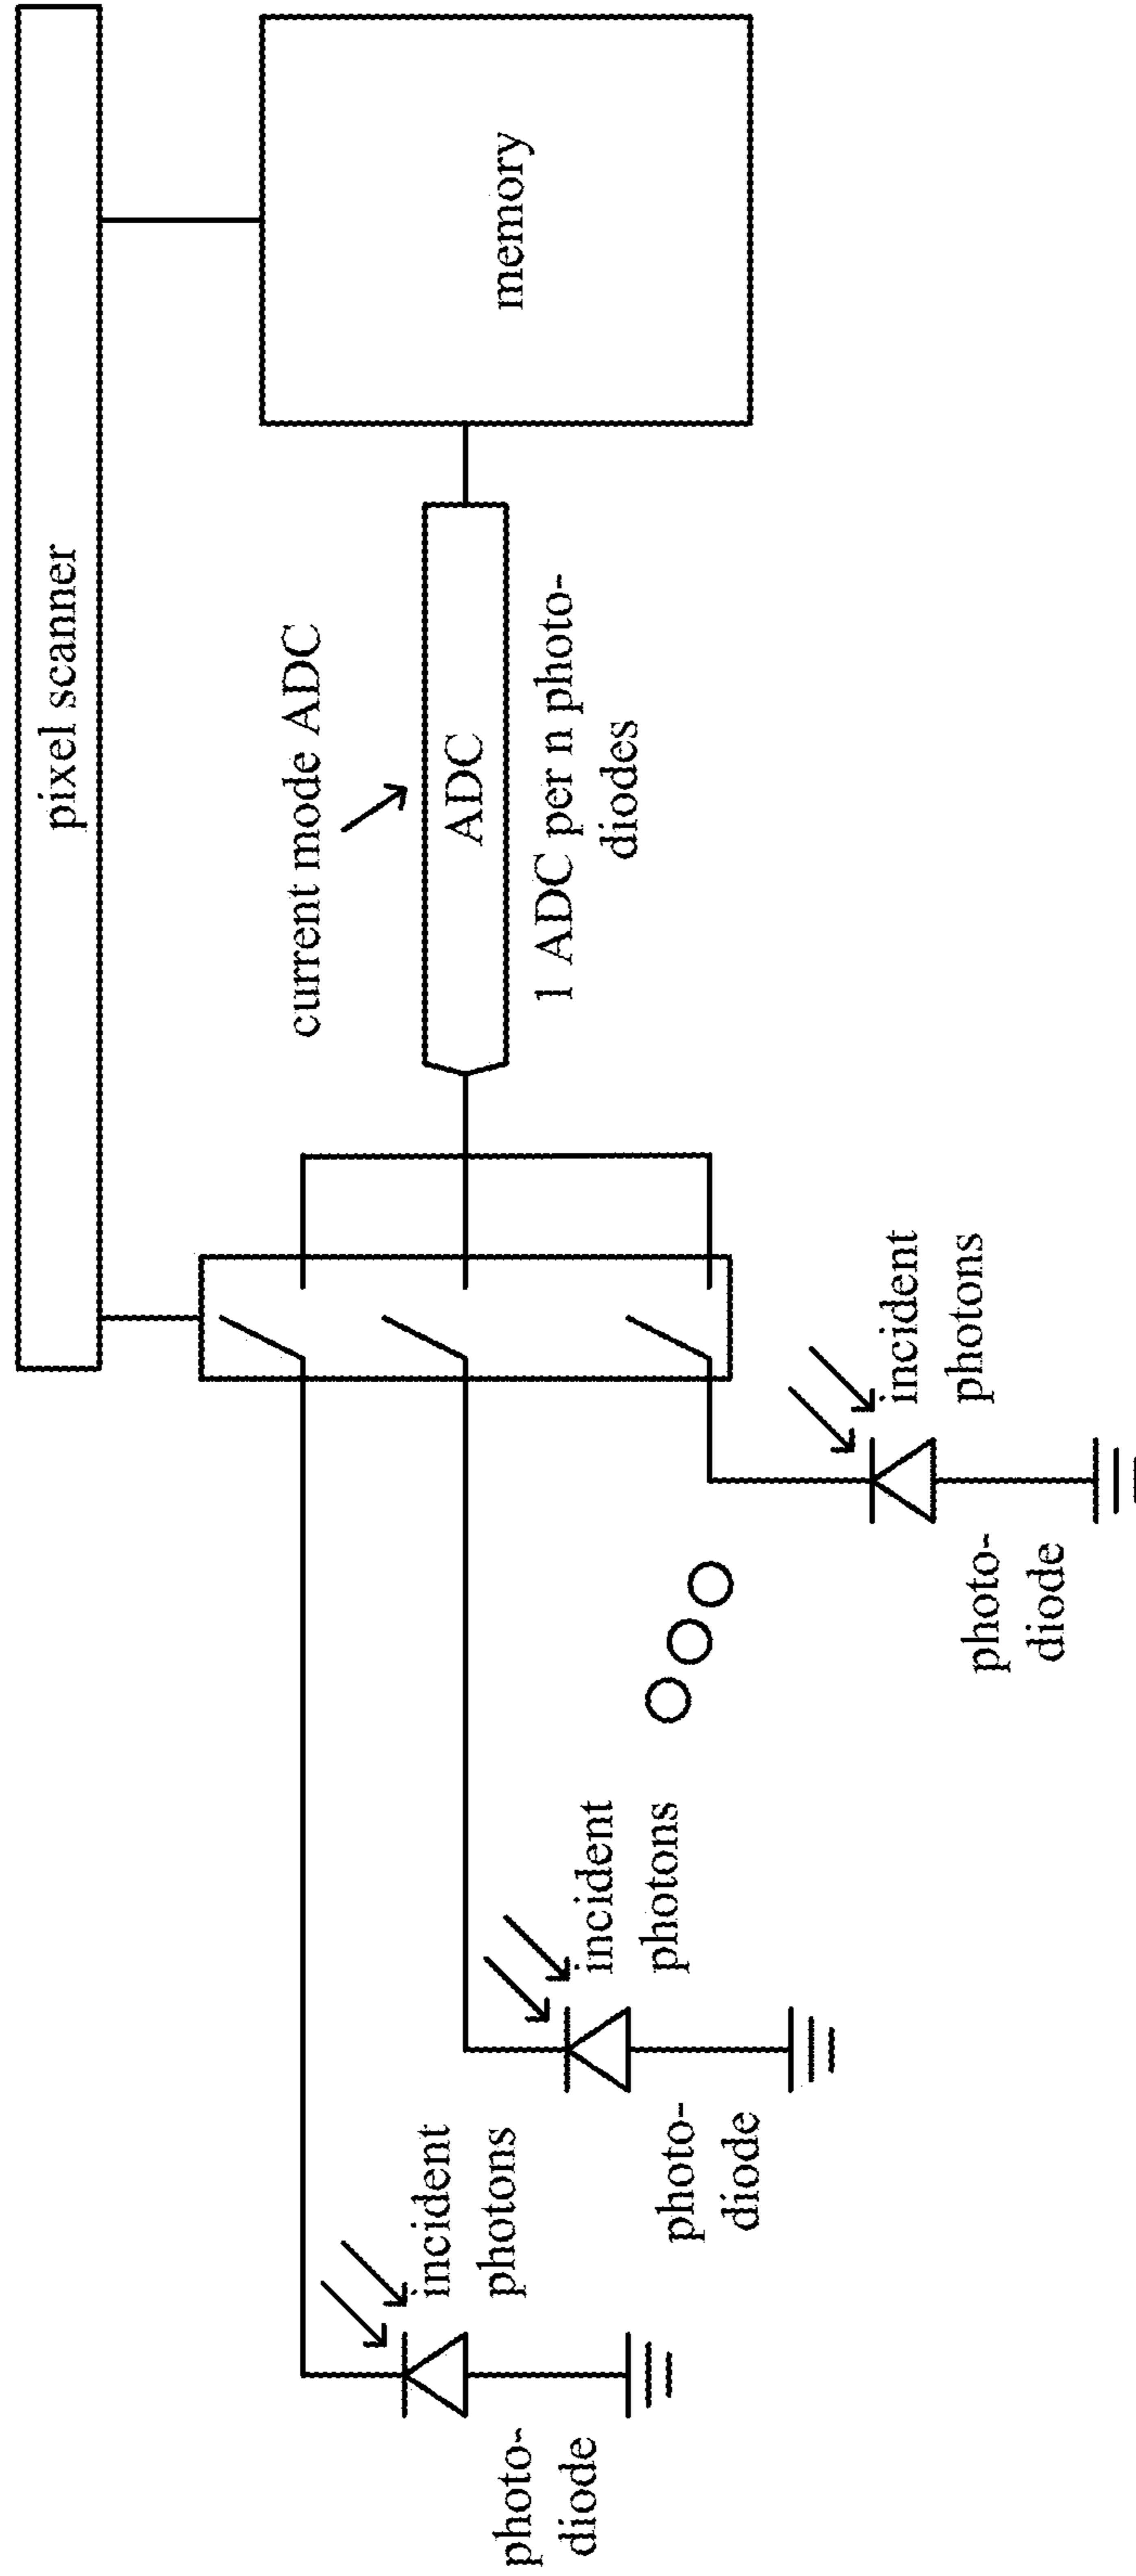 pixel scanner
current mode ADC
ADC
1 ADC per n photo-
diodes
memory
incident
photons
photo-
diode
incident
photons
photo-
diode
incident
photons
photo-
diode